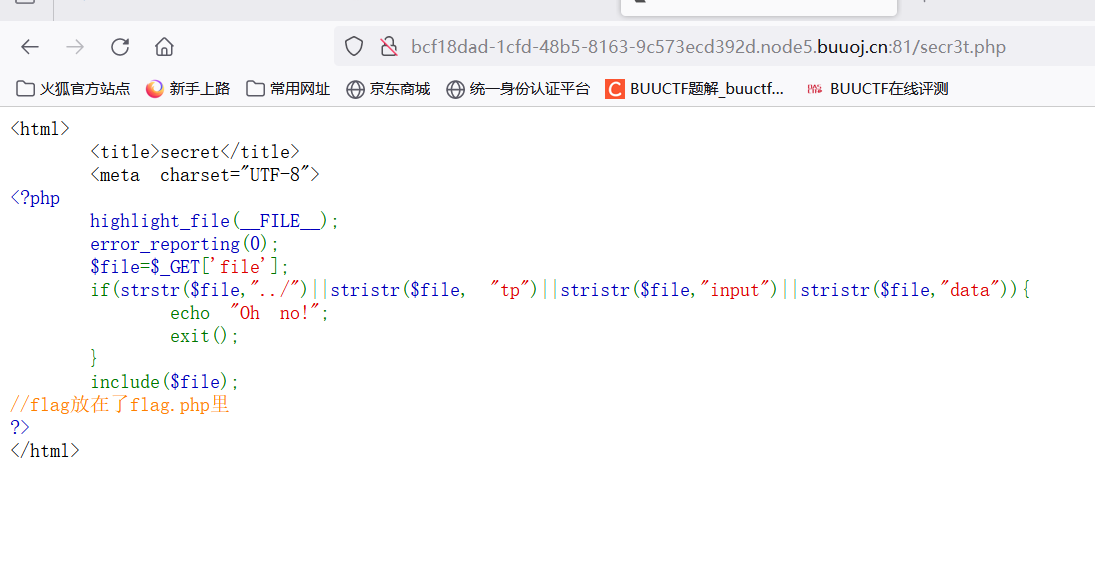 bcf18dad-1cfd-48b5-8163-9c573ecd392d.node5.buuoj.cn:81/secr3t.php
火狐官方站点 新手上路 常用网址 京东商城 统一身份认证平台 C BUUCTF题解_buuctf... BUUCTF在线评测
<html>
<title>secret</title>
<meta charset="UTF-8">
<?php
highlight_file(__FILE__);
error_reporting(0);
$file=$_GET['file'];
if(strstr($file,"../")||stristr($file, "tp")||stristr($file,"input")||stristr($file,"data")){
echo "Oh no!";
exit();
}
include($file);
//flag放在了flag.php里
?>
</html>